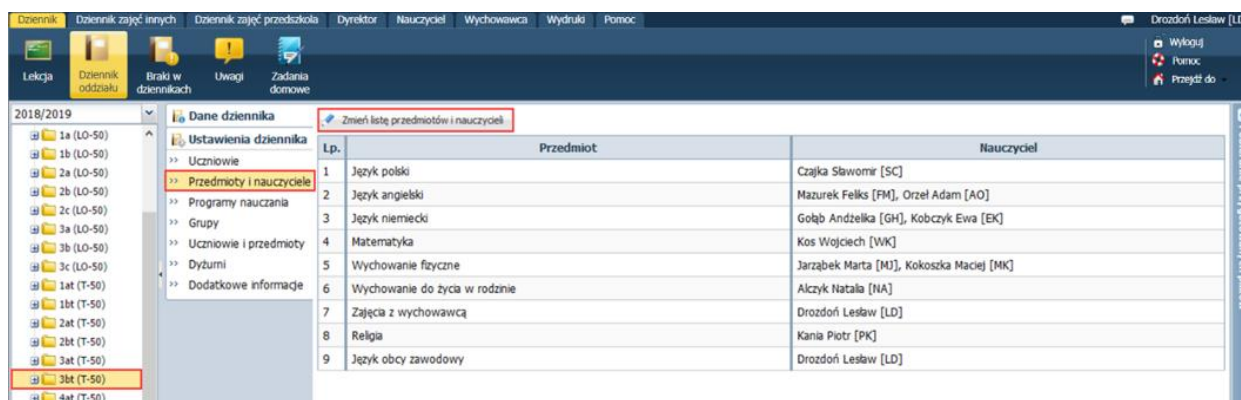 Dziennik Dziennik zajęć innych Dziennik zajęć przedszkola Dyrektor Nauczyciel Wychowawca Wydruki Pomoc Drozdoń Lesław [LD
Lekcja
Dziennik oddziału
Braki w dziennikach
Uwagi
Zadania domowe
Wyloguj
Pomoc
Przejdź do
2018/2019
1a (LO-50)
1b (LO-50)
2a (LO-50)
2b (LO-50)
2c (LO-50)
3a (LO-50)
3b (LO-50)
3c (LO-50)
1at (T-50)
1bt (T-50)
2at (T-50)
2bt (T-50)
3at (T-50)
3bt (T-50)
4at (T-50)
Dane dziennika
Ustawienia dziennika
>> Uczniowie
>> Przedmioty i nauczyciele
>> Programy nauczania
>> Grupy
>> Uczniowie i przedmioty
>> Dyżurni
>> Dodatkowe informacje
Zmień listę przedmiotów i nauczycieli
Lp. Przedmiot Nauczyciel
1 Język polski Czajka Sławomir [SC]
2 Język angielski Mazurek Feliks [FM], Orzeł Adam [AO]
3 Język niemiecki Gołąb Andżelika [GH], Kobczyk Ewa [EK]
4 Matematyka Kos Wojciech [WK]
5 Wychowanie fizyczne Jarząbek Marta [MJ], Kokoszka Maciej [MK]
6 Wychowanie do życia w rodzinie Alczyk Natalia [NA]
7 Zajęcia z wychowawcą Drozdoń Lesław [LD]
8 Religia Kania Piotr [PK]
9 Język obcy zawodowy Drozdoń Lesław [LD]